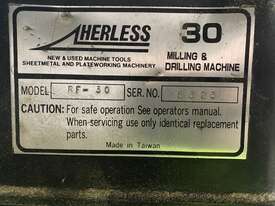 HERLESS 30
NEW & USED MACHINE TOOLS
SHEETMETAL AND PLATEWORKING MACHINERY
MILLING &
DRILLING MACHINE
MODEL RF-30 SER. NO.
CAUTION: For safe operation See operators manual.
When-servicing use only identical replacement
parts.
Made in Taiwan